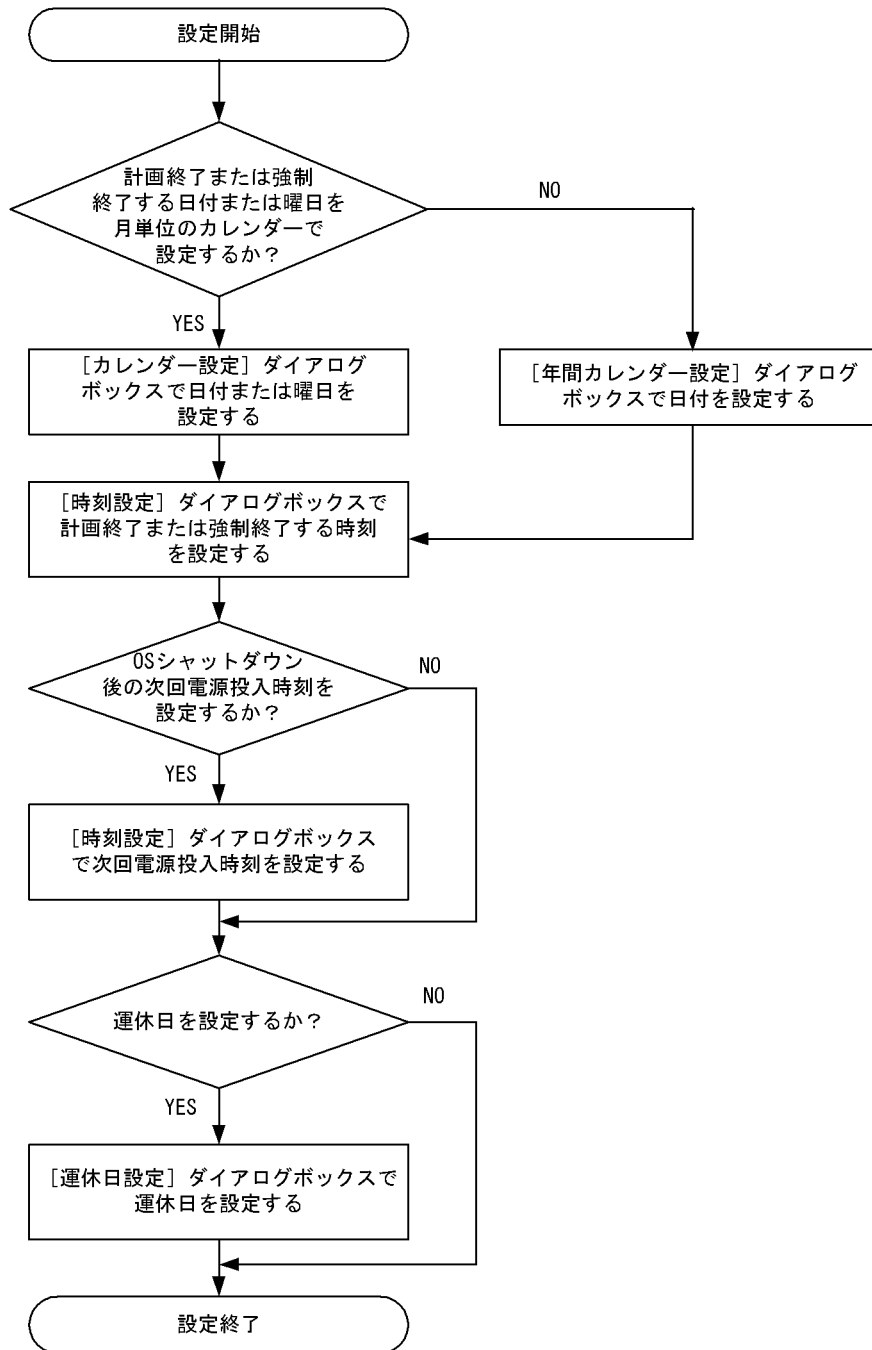 設定開始
計画終了または強制
終了する日付または曜日を
月単位のカレンダーで
設定するか？
NO
YES
［カレンダー設定］ダイアログ
ボックスで日付または曜日を
設定する
［年間カレンダー設定］ダイアログ
ボックスで日付を設定する
［時刻設定］ダイアログボックスで
計画終了または強制終了する時刻
を設定する
OSシャットダウン
後の次回電源投入時刻を
設定するか？
NO
YES
［時刻設定］ダイアログボックス
で次回電源投入時刻を設定する
運休日を設定するか？
NO
YES
［運休日設定］ダイアログボックスで
運休日を設定する
設定終了